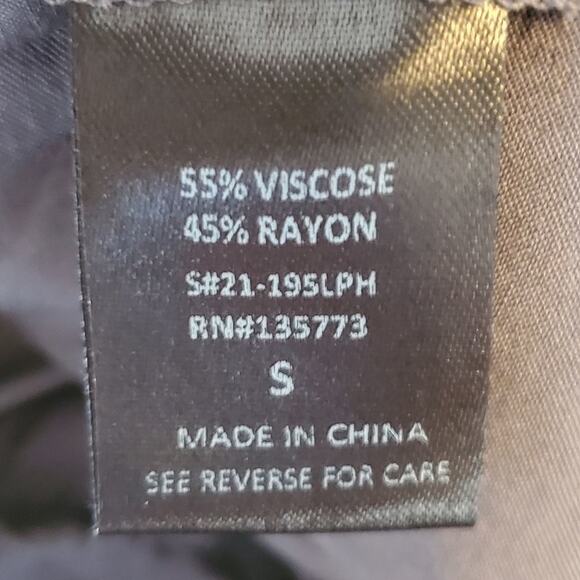 55% VISCOSE
45% RAYON
S#21-195LPH
RN#135773
S
MADE IN CHINA
SEE REVERSE FOR CARE